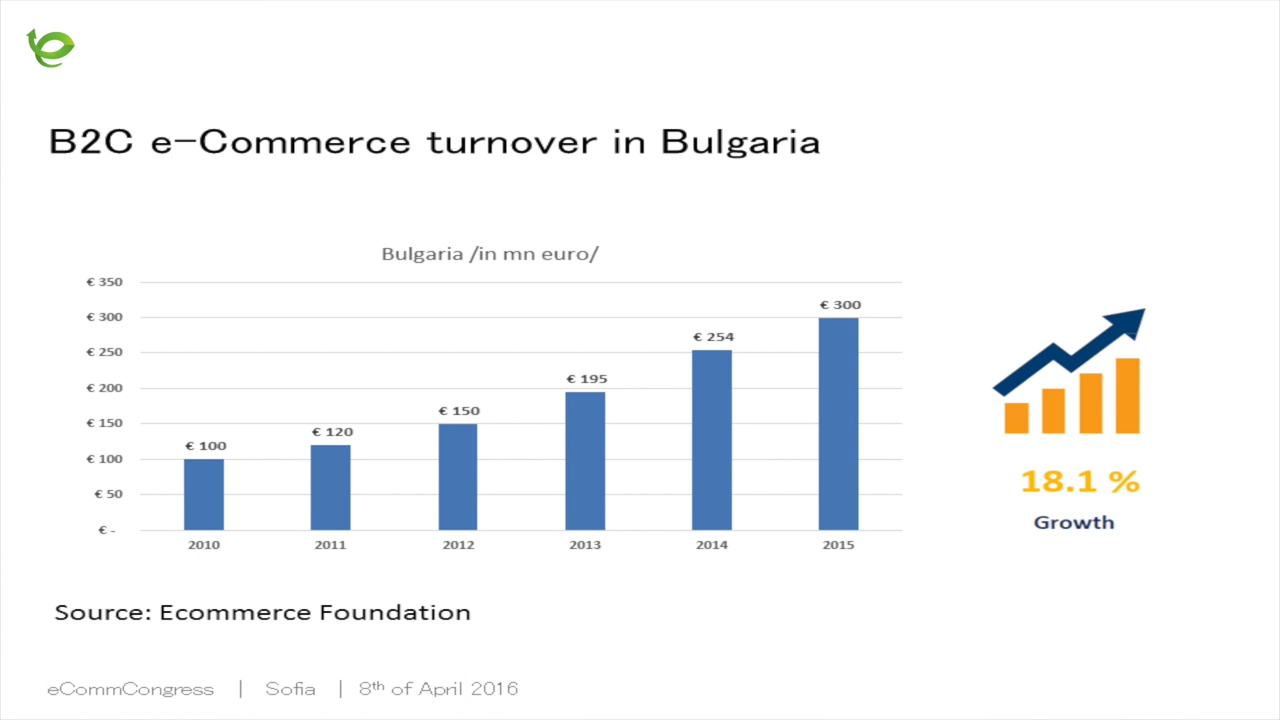 B2C e-Commerce turnover in Bulgaria
Bulgaria /in mn euro/
€ 350
€ 300
€ 250
€ 200
€ 150
€ 100
€ 50
€ -
€ 100
€ 120
€ 150
€ 195
€ 254
€ 300
2010 2011 2012 2013 2014 2015
18.1 %
Growth
Source: Ecommerce Foundation
eCommCongress | Sofia | 8th of April 2016